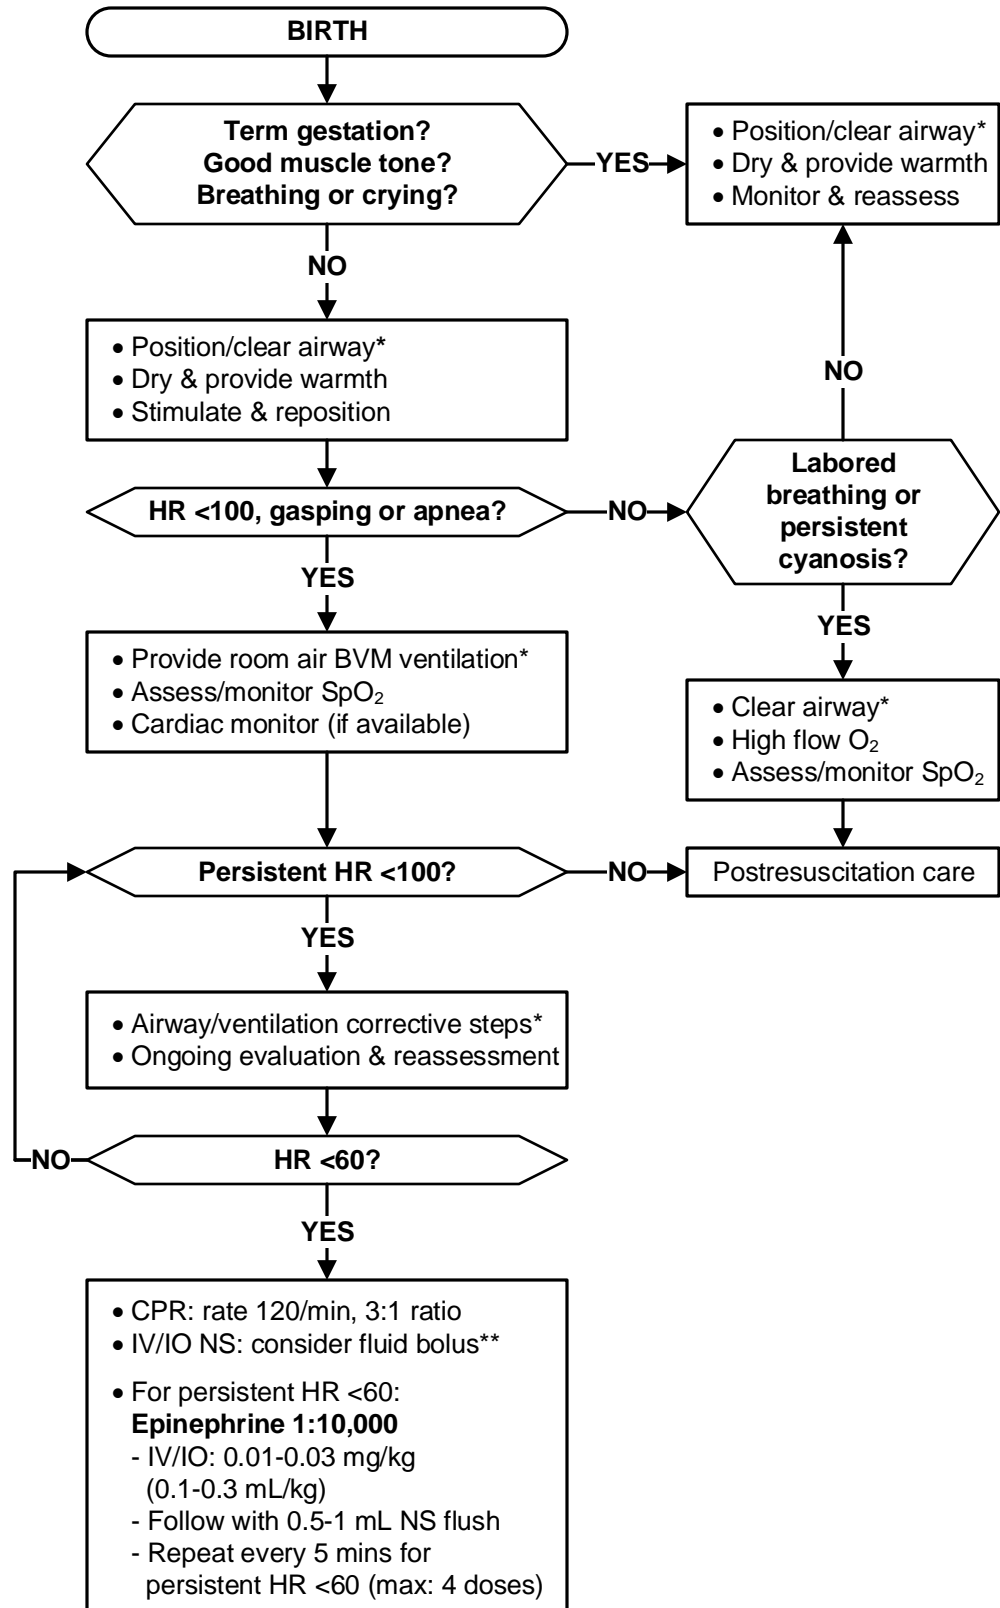 BIRTH
Term gestation?
Good muscle tone?
Breathing or crying?
YES
• Position/clear airway*
• Dry & provide warmth
• Monitor & reassess
NO
• Position/clear airway*
• Dry & provide warmth
• Stimulate & reposition
NO
HR <100, gasping or apnea?
NO
Labored
breathing or
persistent
cyanosis?
YES
YES
• Provide room air BVM ventilation*
• Assess/monitor SpO₂
• Cardiac monitor (if available)
• Clear airway*
• High flow O₂
• Assess/monitor SpO₂
Persistent HR <100?
NO
Postresuscitation care
YES
• Airway/ventilation corrective steps*
• Ongoing evaluation & reassessment
NO
HR <60?
YES
• CPR: rate 120/min, 3:1 ratio
• IV/IO NS: consider fluid bolus**
• For persistent HR <60:
Epinephrine 1:10,000
- IV/IO: 0.01-0.03 mg/kg
(0.1-0.3 mL/kg)
- Follow with 0.5-1 mL NS flush
- Repeat every 5 mins for
persistent HR <60 (max: 4 doses)